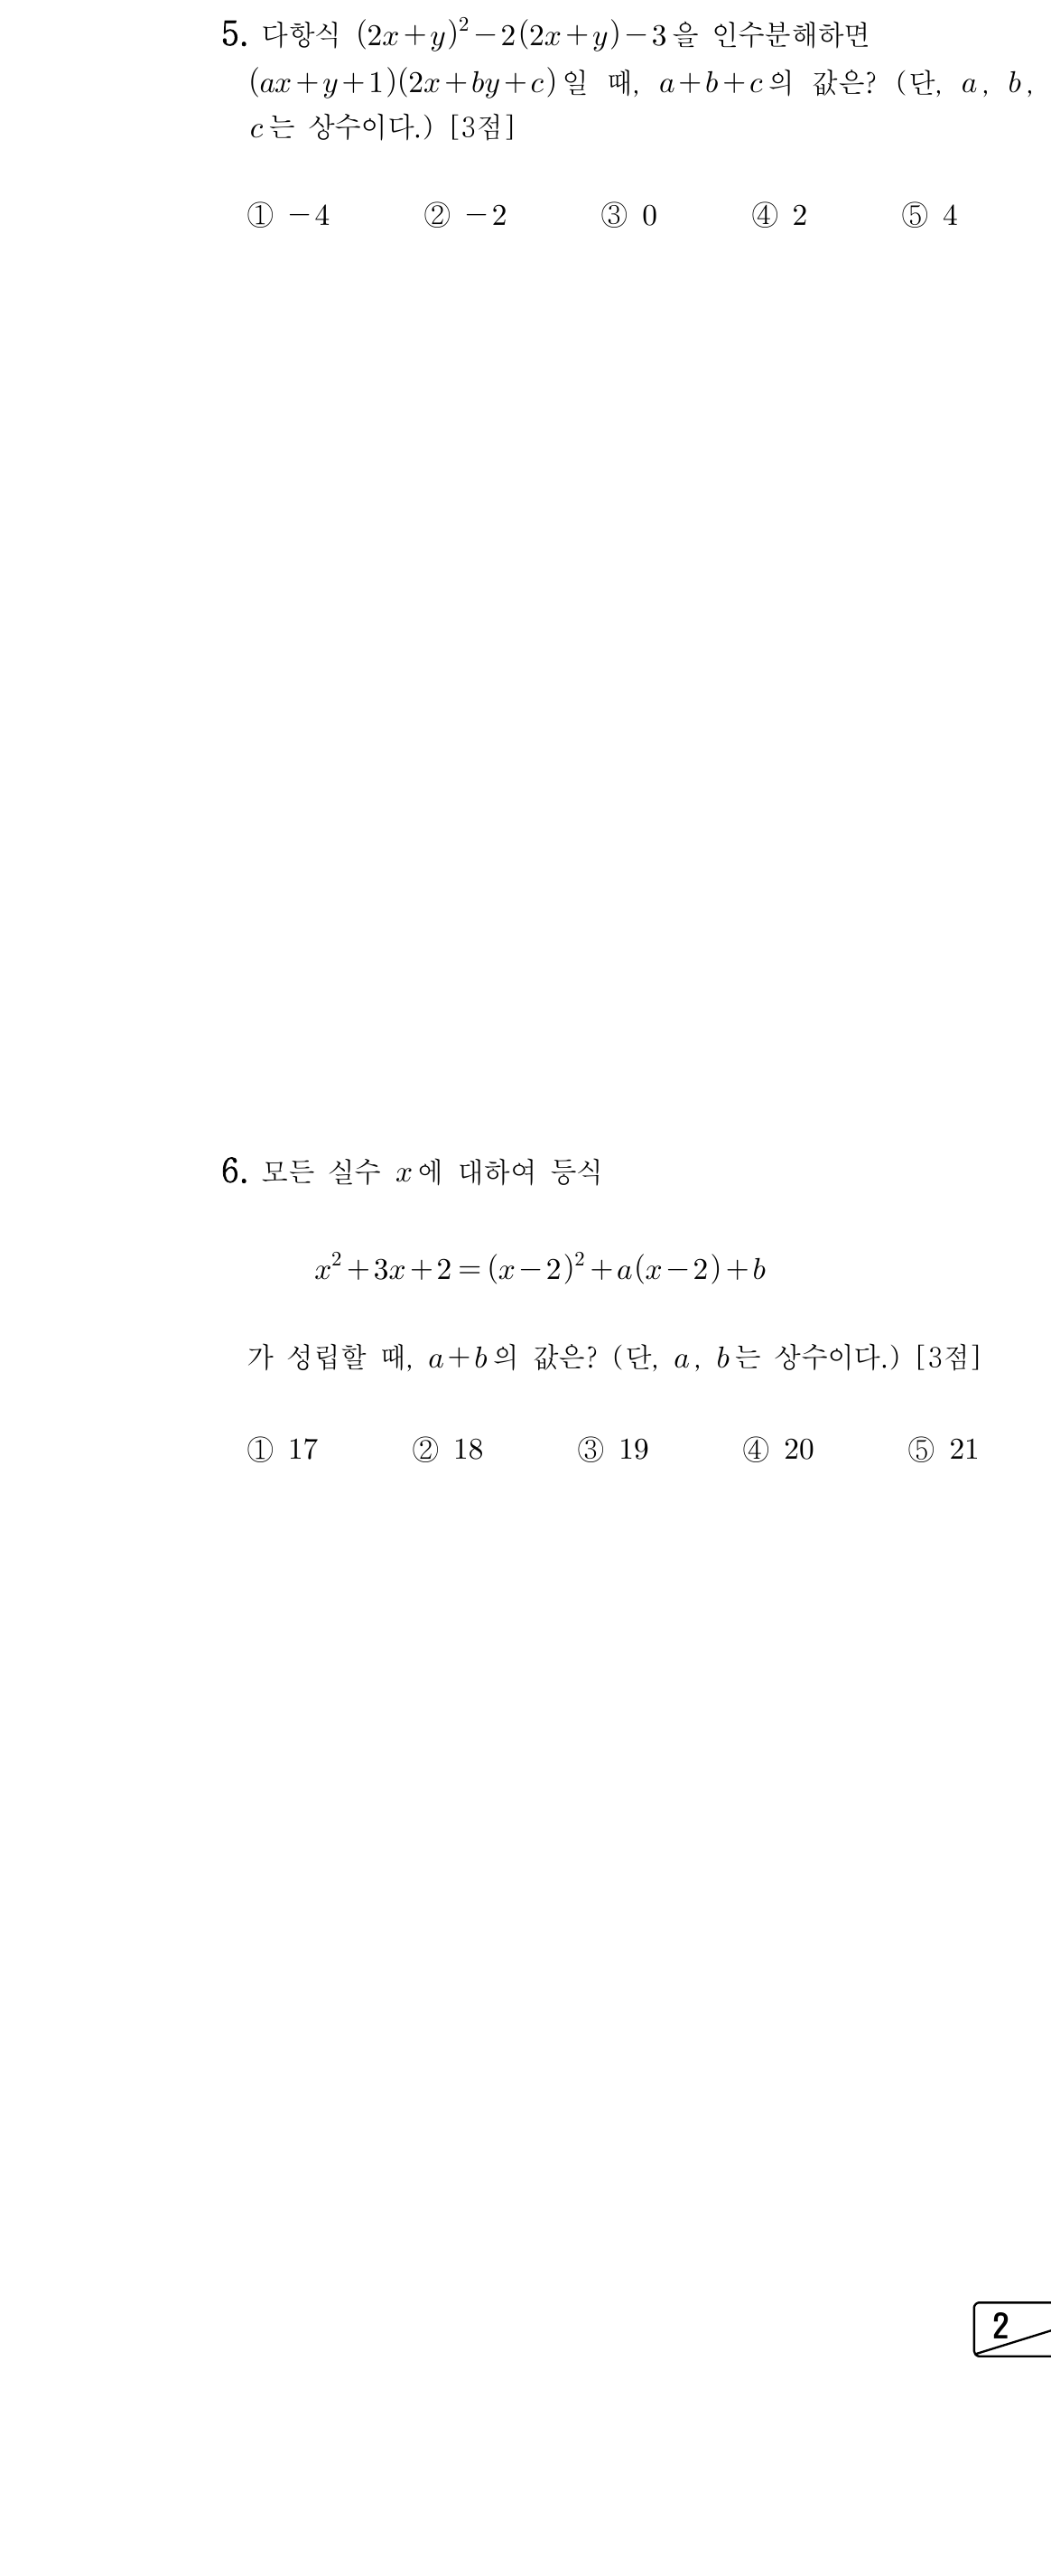 5. 다항식 (2x+y)²−2(2x+y)−3을 인수분해하면
(ax+y+1)(2x+by+c)일 때, a+b+c의 값은? (단, a, b,
c는 상수이다.) [3점]
① −4 ② −2 ③ 0 ④ 2 ⑤ 4
6. 모든 실수 x에 대하여 등식
x²+3x+2=(x−2)²+a(x−2)+b
가 성립할 때, a+b의 값은? (단, a, b는 상수이다.) [3점]
① 17 ② 18 ③ 19 ④ 20 ⑤ 21
2